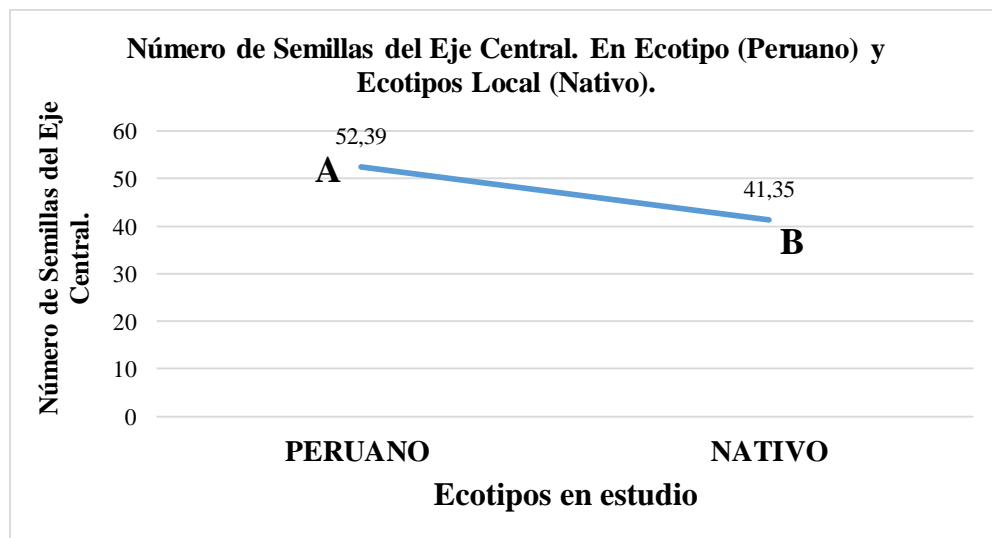 Número de Semillas del Eje Central. En Ecotipo (Peruano) y
Ecotipos Local (Nativo).
Número de Semillas del Eje
Central.
60
50
40
30
20
10
0
52,39
A
41,35
B
PERUANO
NATIVO
Ecotipos en estudio